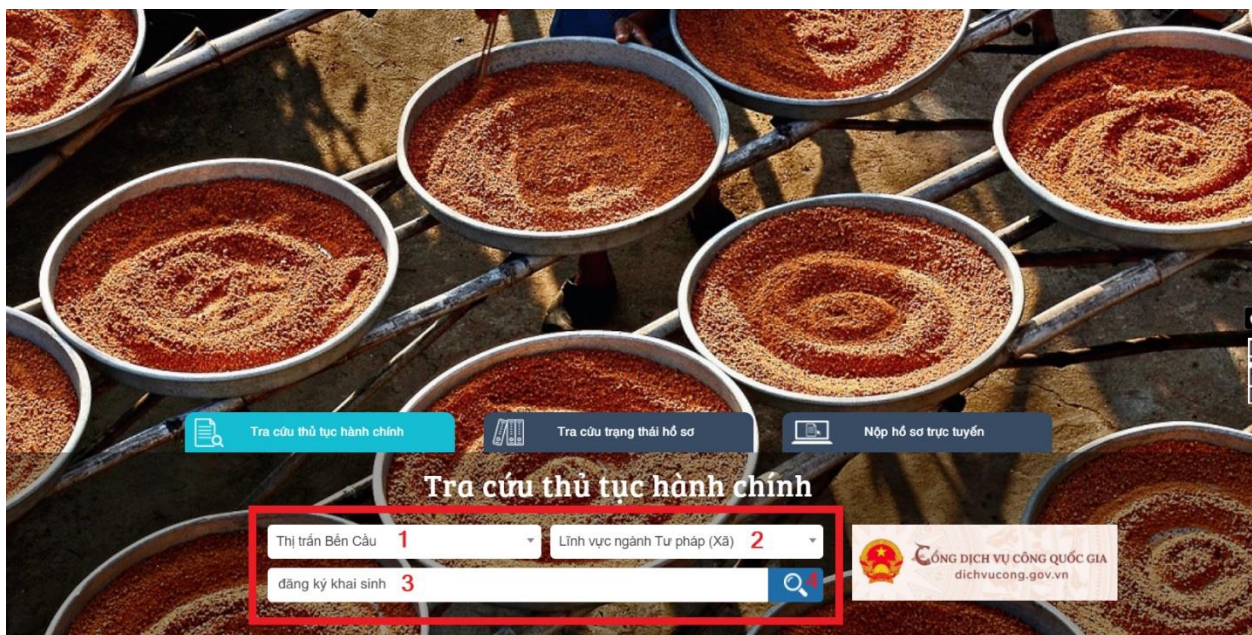 Tra cứu thủ tục hành chính
Tra cứu trạng thái hồ sơ
Nộp hồ sơ trực tuyến
Tra cứu thủ tục hành chính
Thị trấn Bến Cầu 1
Lĩnh vực ngành Tư pháp (Xã) 2
đăng ký khai sinh 3
4
CỔNG DỊCH VỤ CÔNG QUỐC GIA
dichvucong.gov.vn